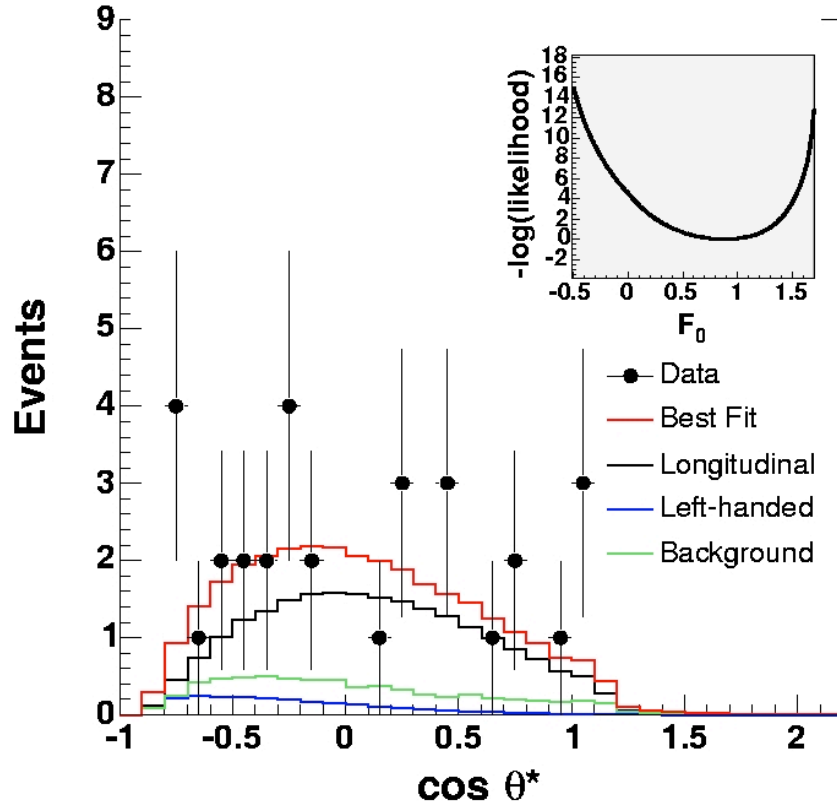 9
8
7
6
5
4
3
2
1
0
Events
-1 -0.5 0 0.5 1 1.5 2
cos θ*
18
16
14
12
10
8
6
4
2
0
-2
-log(likelihood)
-0.5 0 0.5 1 1.5
F0
Data
Best Fit
Longitudinal
Left-handed
Background